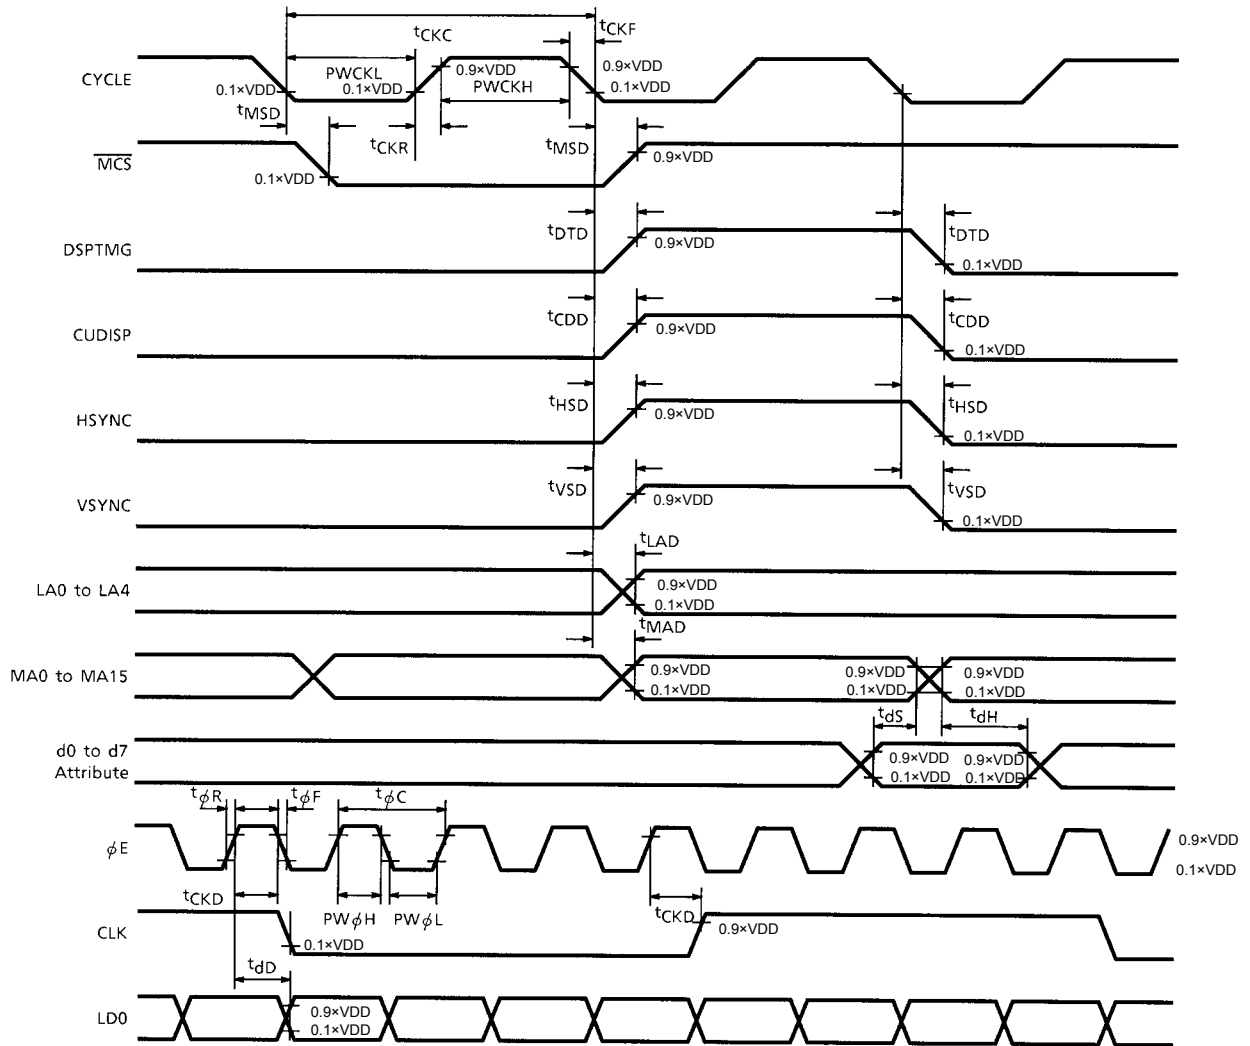 tCKC
tCKF
CYCLE
PWCKL
0.9×VDD
PWCKH
0.9×VDD
0.1×VDD
0.1×VDD
0.1×VDD
tMSD
tCKR
tMSD
MCS
0.1×VDD
0.9×VDD
DSPTMG
tDTD
0.9×VDD
tDTD
0.1×VDD
CUDISP
tCDD
0.9×VDD
tCDD
0.1×VDD
HSYNC
tHSD
0.9×VDD
tHSD
0.1×VDD
VSYNC
tVSD
0.9×VDD
tVSD
0.1×VDD
LA0 to LA4
tLAD
0.9×VDD
0.1×VDD
tMAD
MA0 to MA15
0.9×VDD
0.9×VDD
0.9×VDD
0.1×VDD
0.1×VDD
0.1×VDD
tdS
tdH
d0 to d7
Attribute
0.9×VDD
0.9×VDD
0.1×VDD
0.1×VDD
tϕR
tϕF
tϕC
ϕE
0.9×VDD
0.1×VDD
tCKD
PWϕH
PWϕL
tCKD
CLK
0.1×VDD
0.9×VDD
tdD
LD0
0.9×VDD
0.1×VDD